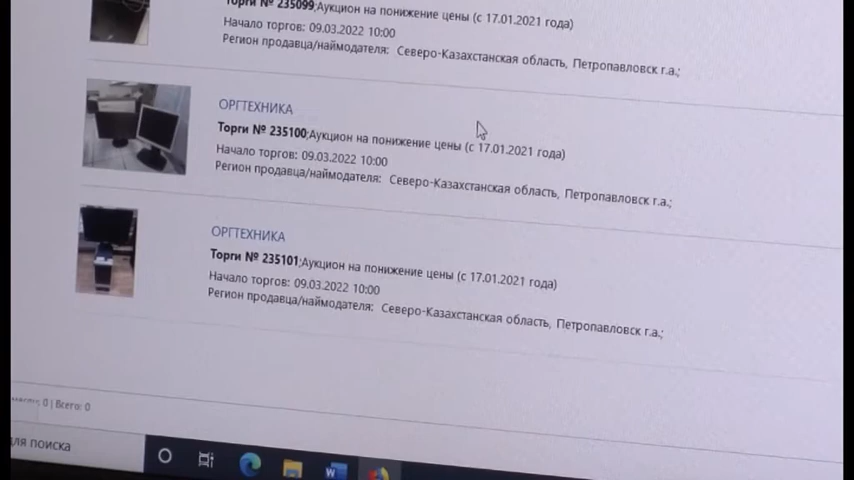 Торги № 235099;Аукцион на понижение цены (с 17.01.2021 года)
Начало торгов: 09.03.2022 10:00
Регион продавца/наймодателя: Северо-Казахстанская область, Петропавловск г.а.;
ОРГТЕХНИКА
Торги № 235100;Аукцион на понижение цены (с 17.01.2021 года)
Начало торгов: 09.03.2022 10:00
Регион продавца/наймодателя: Северо-Казахстанская область, Петропавловск г.а.;
ОРГТЕХНИКА
Торги № 235101;Аукцион на понижение цены (с 17.01.2021 года)
Начало торгов: 09.03.2022 10:00
Регион продавца/наймодателя: Северо-Казахстанская область, Петропавловск г.а.;
0 | Всего: 0
ля поиска
W